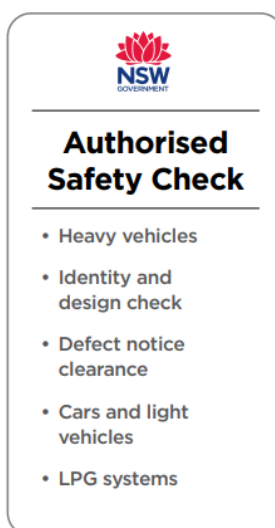 NSW
GOVERNMENT
Authorised
Safety Check
• Heavy vehicles
• Identity and
design check
• Defect notice
clearance
• Cars and light
vehicles
• LPG systems